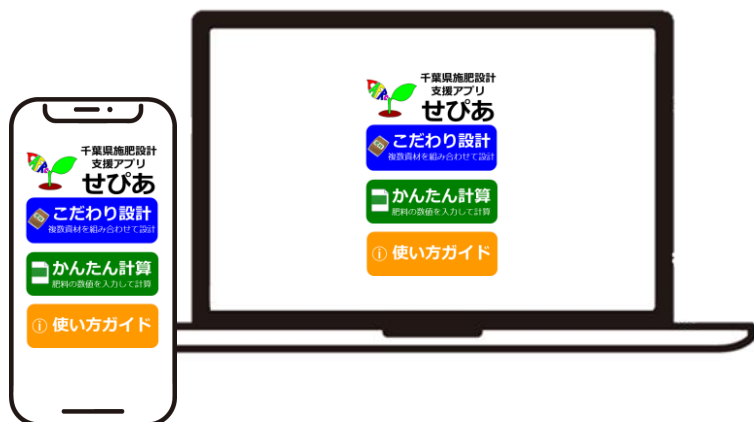 千葉県施肥設計
支援アプリ
せぴあ
こだわり設計
複数資材を組み合わせて設計
かんたん計算
肥料の数値を入力して計算
使い方ガイド
千葉県施肥設計
支援アプリ
せぴあ
こだわり設計
複数資材を組み合わせて設計
かんたん計算
肥料の数値を入力して計算
使い方ガイド